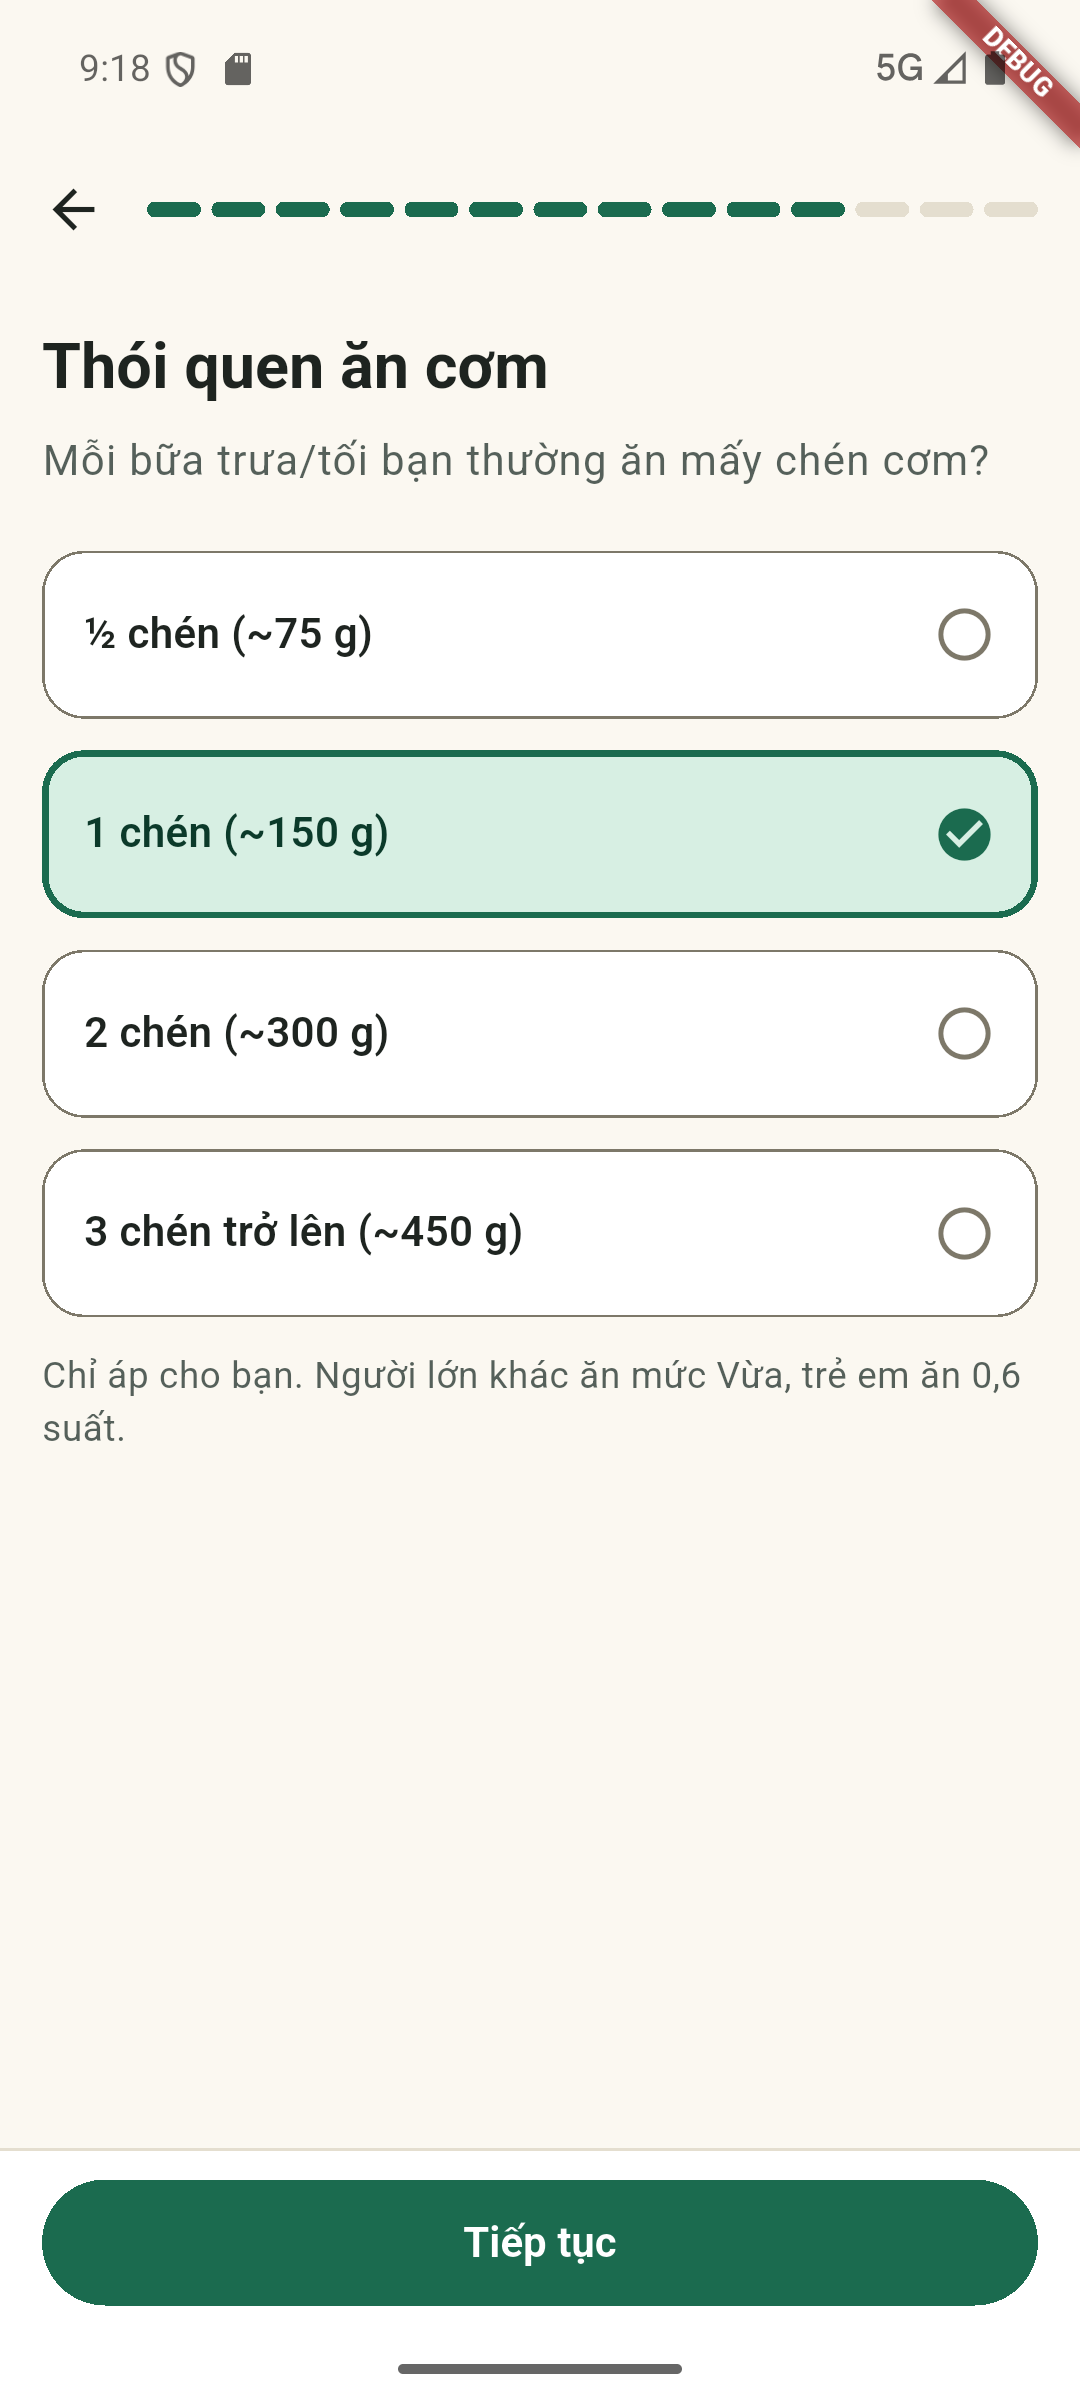 9:18
5G
DEBUG
Thói quen ăn cơm
Mỗi bữa trưa/tối bạn thường ăn mấy chén cơm?
½ chén (~75 g)
1 chén (~150 g)
2 chén (~300 g)
3 chén trở lên (~450 g)
Chỉ áp cho bạn. Người lớn khác ăn mức Vừa, trẻ em ăn 0,6
suất.
Tiếp tục